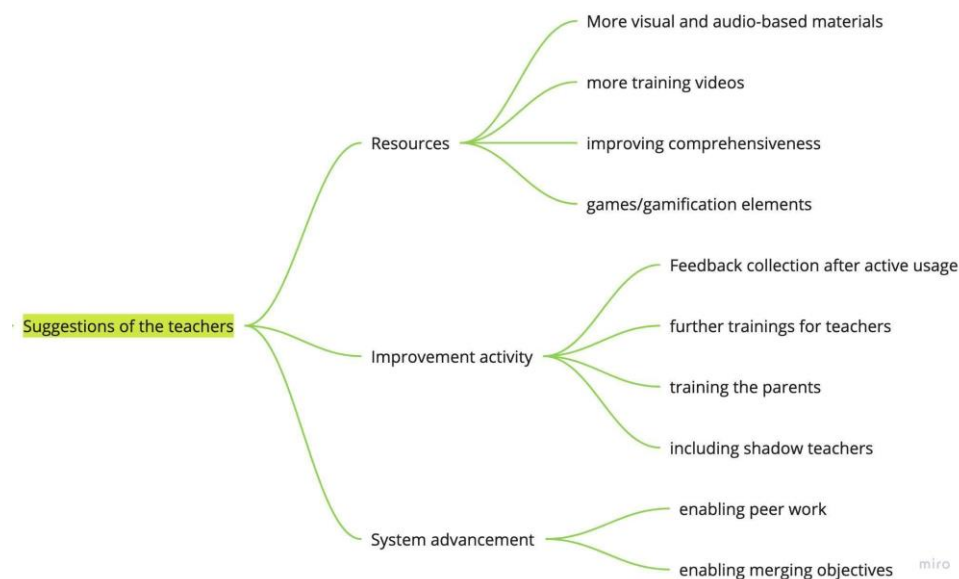 More visual and audio-based materials
more training videos
Resources
improving comprehensiveness
games/gamification elements
Feedback collection after active usage
Suggestions of the teachers
further trainings for teachers
Improvement activity
training the parents
including shadow teachers
enabling peer work
System advancement
enabling merging objectives
miro